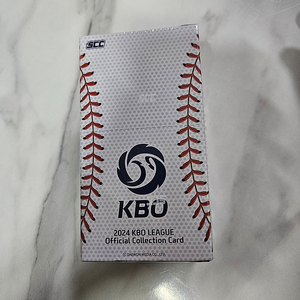 SCC
KBO
2024 KBO LEAGUE
Official Collection Card